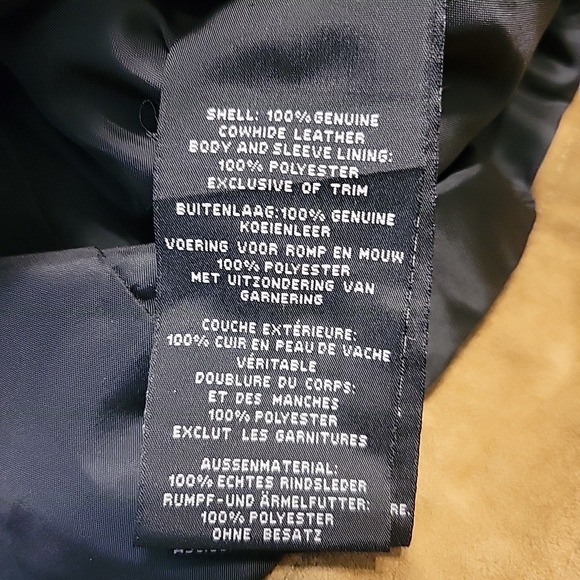 SHELL: 100% GENUINE
COWHIDE LEATHER
BODY AND SLEEVE LINING:
100% POLYESTER
EXCLUSIVE OF TRIM
BUITENLAAG:100% GENUINE
KOEIENLEER
VOERING VOOR ROMP EN MOUW
100% POLYESTER
MET UITZONDERING VAN
GARNERING
COUCHE EXTÉRIEURE:
100% CUIR EN PEAU DE VACHE
VÉRITABLE
DOUBLURE DU CORPS:
ET DES MANCHES
100% POLYESTER
EXCLUT LES GARNITURES
AUSSENMATERIAL:
100% ECHTES RINDSLEDER
RUMPF-UND ÄRMELFUTTER:
100% POLYESTER
OHNE BESATZ
RE.